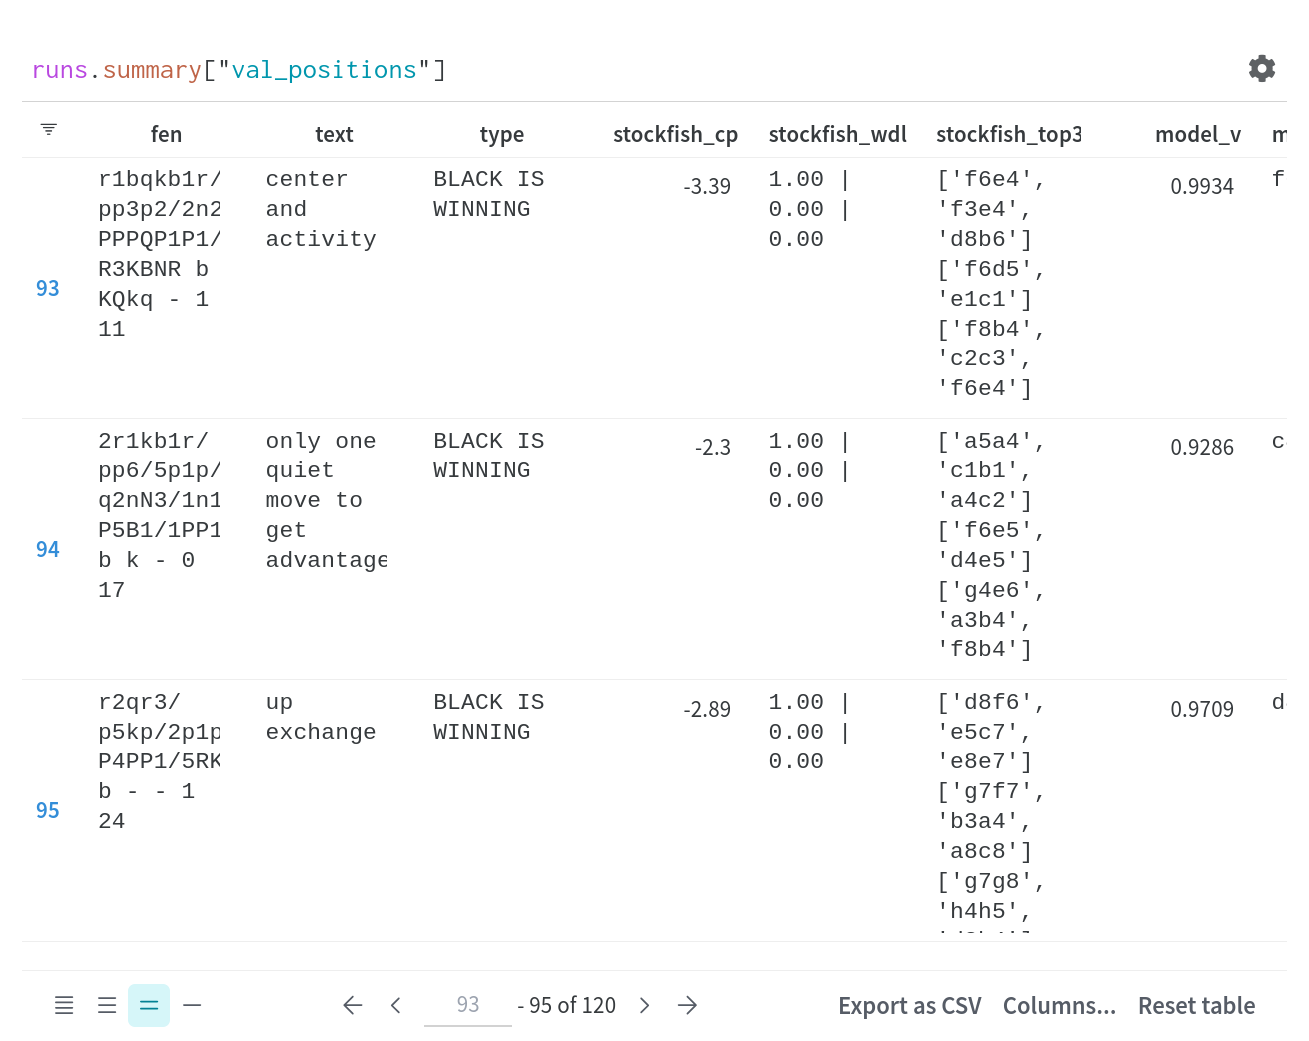 runs.summary["val_positions"]
fen text type stockfish_cp stockfish_wdl stockfish_top3 model_v m
93
r1bqkb1r/
pp3p2/2n2
PPPQP1P1/
R3KBNR b
KQkq - 1
11
center
and
activity
BLACK IS
WINNING
-3.39
1.00 |
0.00 |
0.00
['f6e4',
'f3e4',
'd8b6']
['f6d5',
'e1c1']
['f8b4',
'c2c3',
'f6e4']
0.9934
f
94
2r1kb1r/
pp6/5p1p/
q2nN3/1n1
P5B1/1PP1
b k - 0
17
only one
quiet
move to
get
advantage
BLACK IS
WINNING
-2.3
1.00 |
0.00 |
0.00
['a5a4',
'c1b1',
'a4c2']
['f6e5',
'd4e5']
['g4e6',
'a3b4',
'f8b4']
0.9286
c
95
r2qr3/
p5kp/2p1p
P4PP1/5RK
b - - 1
24
up
exchange
BLACK IS
WINNING
-2.89
1.00 |
0.00 |
0.00
['d8f6',
'e5c7',
'e8e7']
['g7f7',
'b3a4',
'a8c8']
['g7g8',
'h4h5',
0.9709
d
93 - 95 of 120
Export as CSV Columns... Reset table